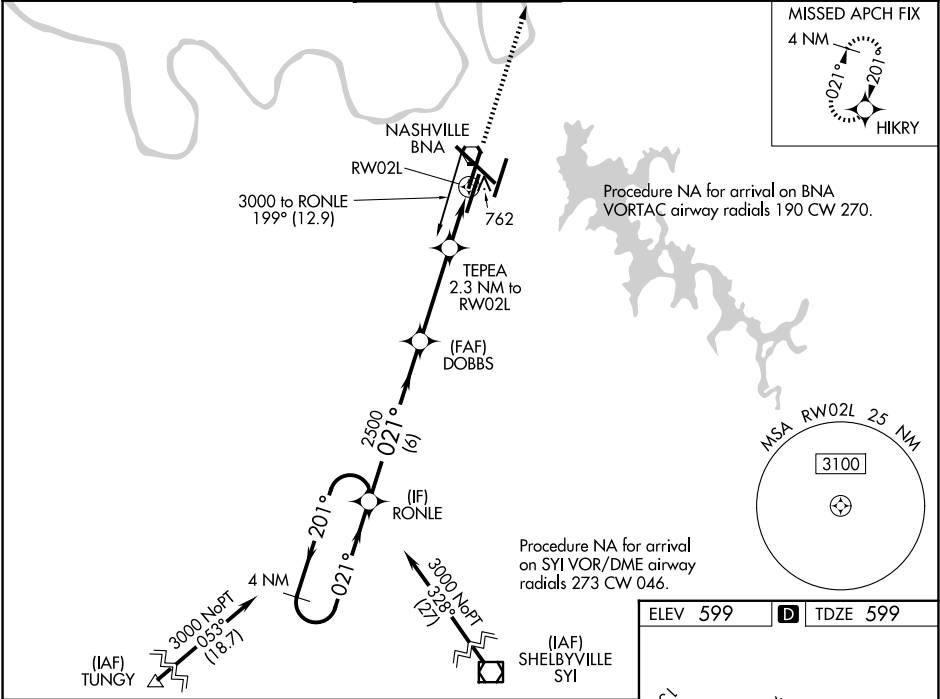 MISSED APCH FIX
4 NM
021°
201°
HIKRY
NASHVILLE
BNA
RW02L
3000 to RONLE
199° (12.9)
762
Procedure NA for arrival on BNA
VORTAC airway radials 190 CW 270.
TEPEA
2.3 NM to
RW02L
(FAF)
DOBBS
2500
021°
(6)
MSA RW02L 25 NM
3100
(IF)
RONLE
201°
021°
4 NM
Procedure NA for arrival
on SYI VOR/DME airway
radials 273 CW 046.
3000 NoPT
328°
(27)
3000 NoPT
053°
(18.7)
(IAF)
TUNGY
(IAF)
SHELBYVILLE
SYI
ELEV 599
D
TDZE 599